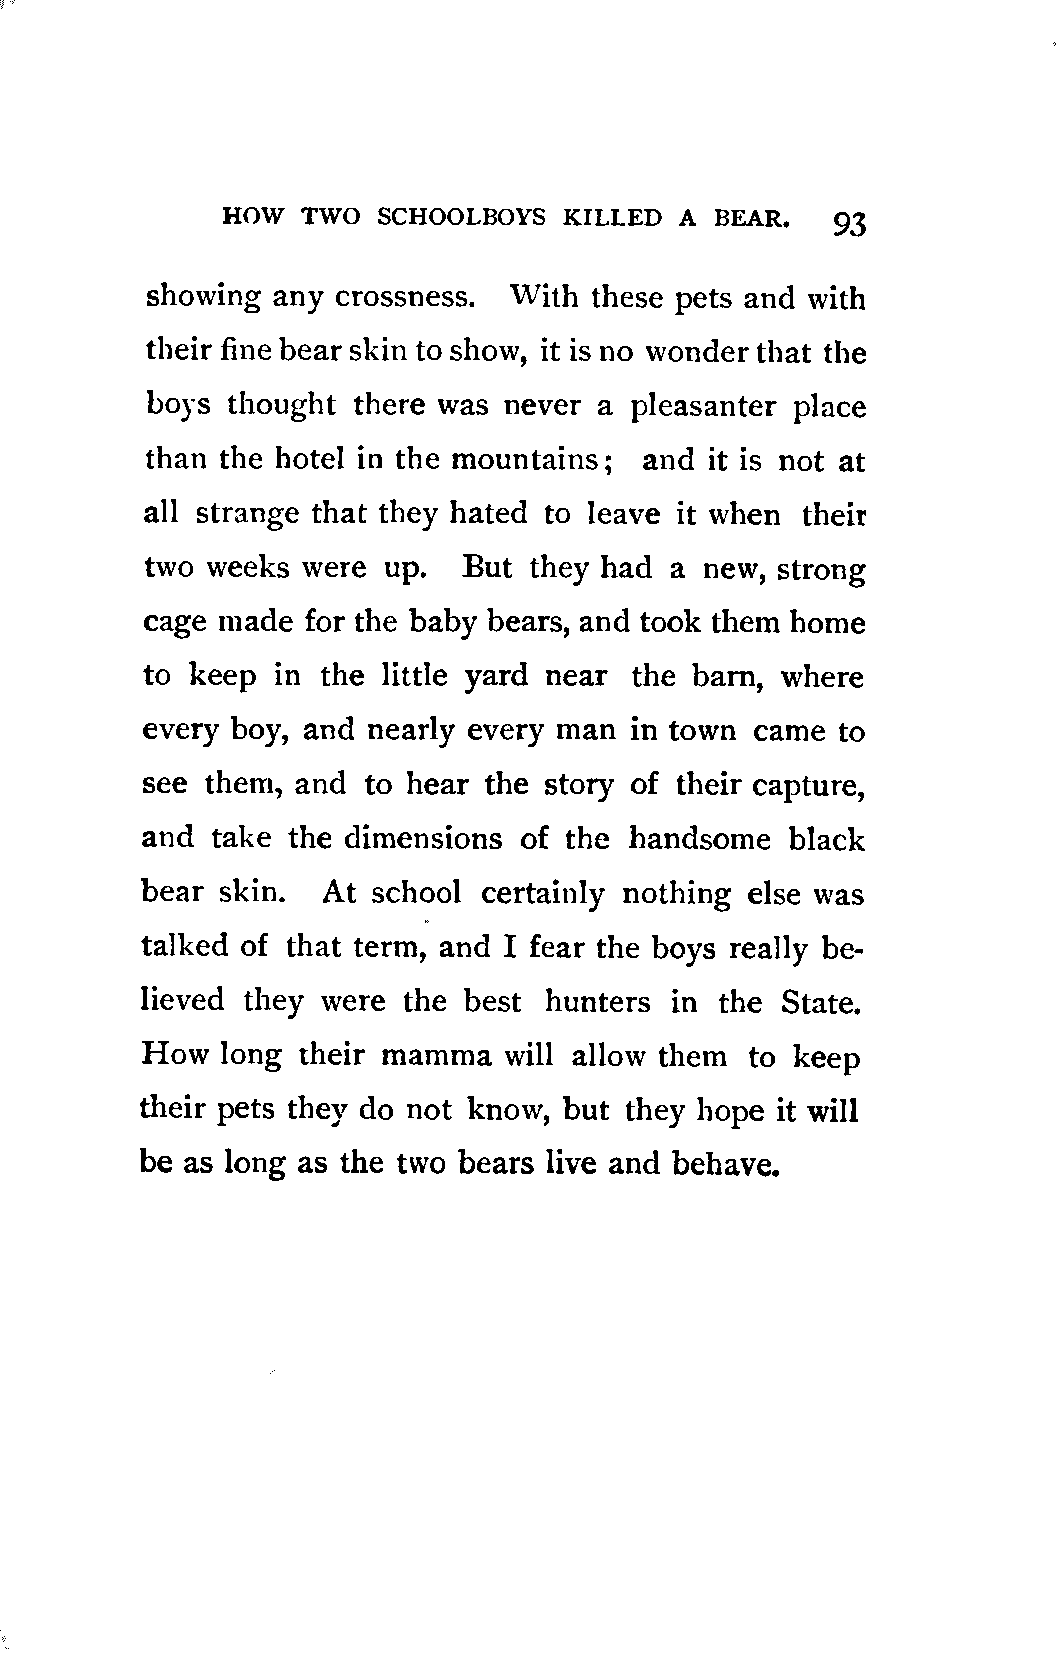 HOW TWO SCHOOLBOYS KILLED A BEAR. 93
showing any crossness. With these pets and with
their fine bear skin to show, it is no wonder that the
boys thought there was never a pleasanter place
than the hotel in the mountains; and it is not at
all strange that they hated to leave it when their
two weeks were up. But they had a new, strong
cage made for the baby bears, and took them home
to keep in the little yard near the barn, where
every boy, and nearly every man in town came to
see them, and to hear the story of their capture,
and take the dimensions of the handsome black
bear skin. At school certainly nothing else was
talked of that term, and I fear the boys really be-
lieved they were the best hunters in the State.
How long their mamma will allow them to keep
their pets they do not know, but they hope it will
be as long as the two bears live and behave.